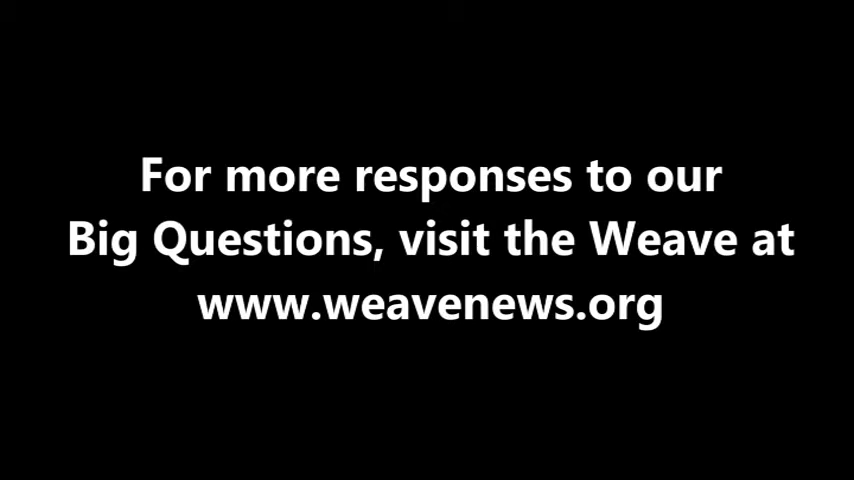 For more responses to our
Big Questions, visit the Weave at
www.weavenews.org